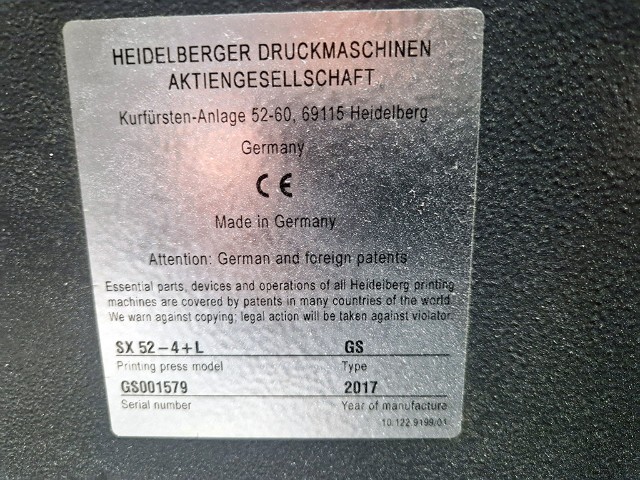 HEIDELBERGER DRUCKMASCHINEN
AKTIENGESELLSCHAFT
Kurfürsten-Anlage 52-60, 69115 Heidelberg
Germany
CE
Made in Germany
Attention: German and foreign patents
Essential parts, devices and operations of all Heidelberg printing
machines are covered by patents in many countries of the world.
We warn against copying; legal action will be taken against violator.
SX 52-4+L GS
Printing press model Type
GS001579 2017
Serial number Year of manufacture
10.122.9199/01